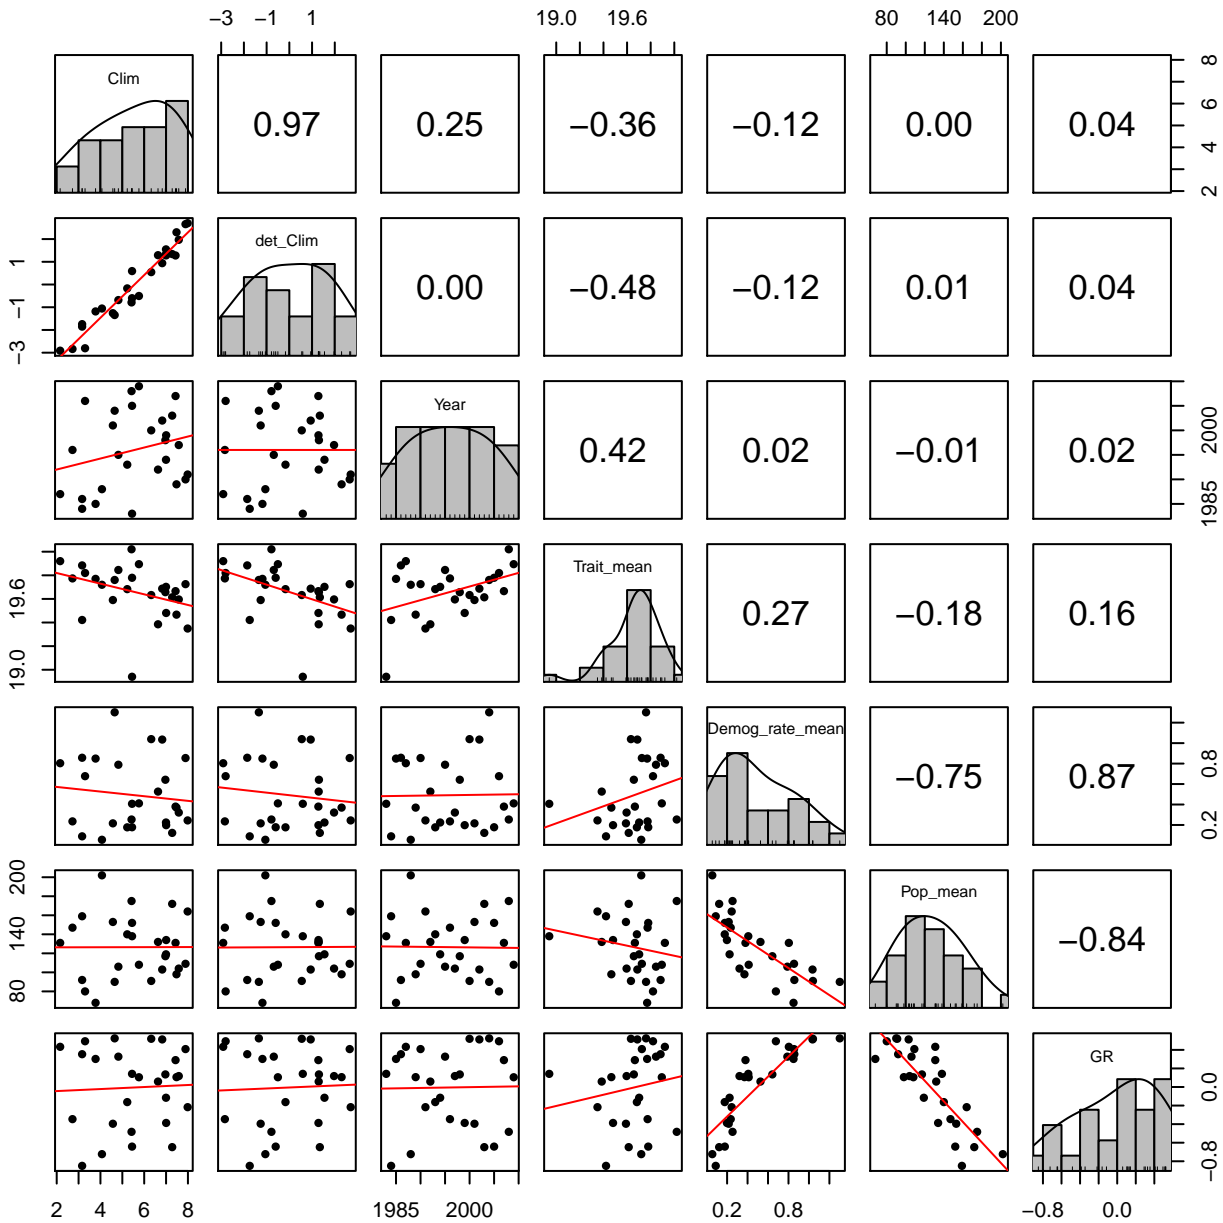 −3 −1 1 19.0 19.6 80 140 200
Clim 0.97 0.25 −0.36 −0.12 0.00 0.04
2 4 6 8
det_Clim 0.00 −0.48 −0.12 0.01 0.04
−3 −1 1
Year 0.42 0.02 −0.01 0.02
1985 2000
Trait_mean 0.27 −0.18 0.16
19.0 19.6
Demog_rate_mean −0.75 0.87
0.2 0.8
Pop_mean −0.84
80 140 200
GR
−0.8 0.0
2 4 6 8 1985 2000 0.2 0.8 −0.8 0.0